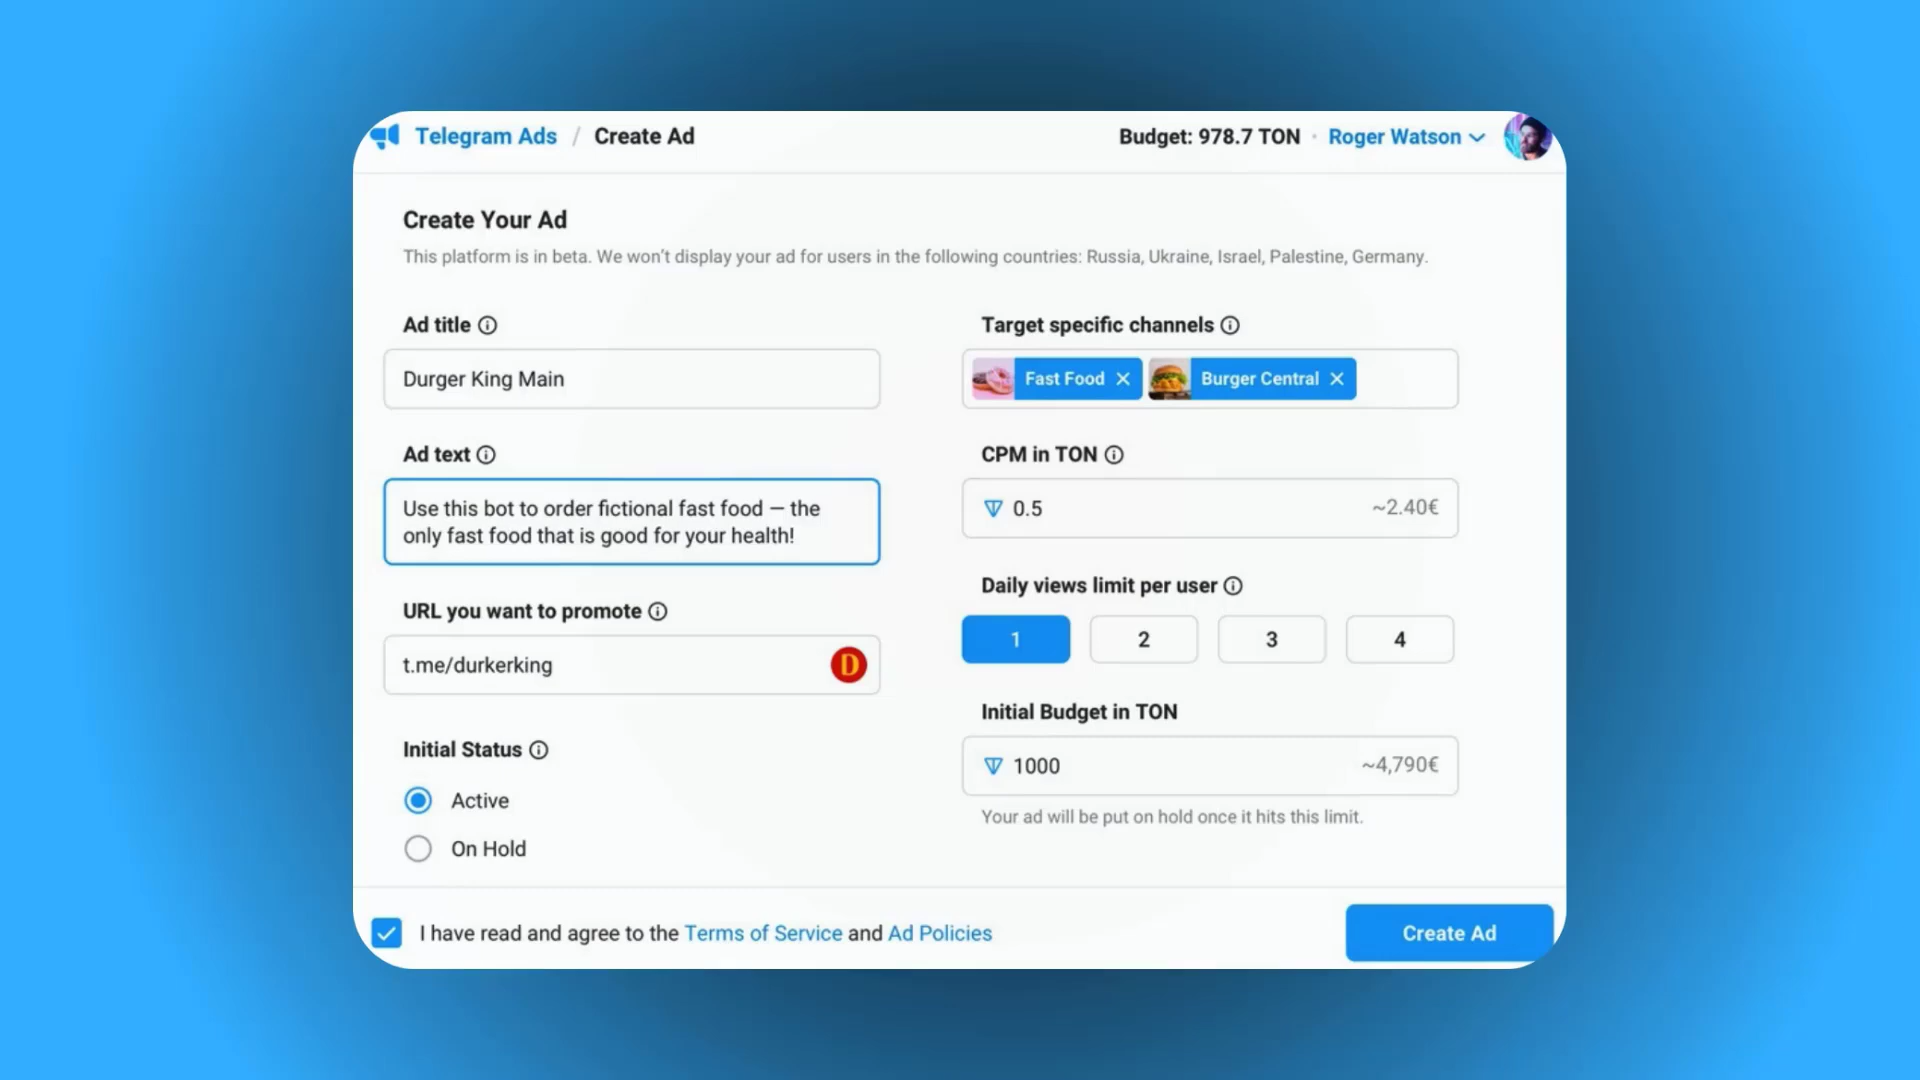 Telegram Ads / Create Ad
Budget: 978.7 TON · Roger Watson
Create Your Ad
This platform is in beta. We won’t display your ad for users in the following countries: Russia, Ukraine, Israel, Palestine, Germany.
Ad title
Durger King Main
Ad text
Use this bot to order fictional fast food — the
only fast food that is good for your health!
URL you want to promote
t.me/durkerking
D
Initial Status
Active
On Hold
Target specific channels
Fast Food
Burger Central
CPM in TON
0.5
~2.40€
Daily views limit per user
1 2 3 4
Initial Budget in TON
1000
~4,790€
Your ad will be put on hold once it hits this limit.
I have read and agree to the Terms of Service and Ad Policies
Create Ad